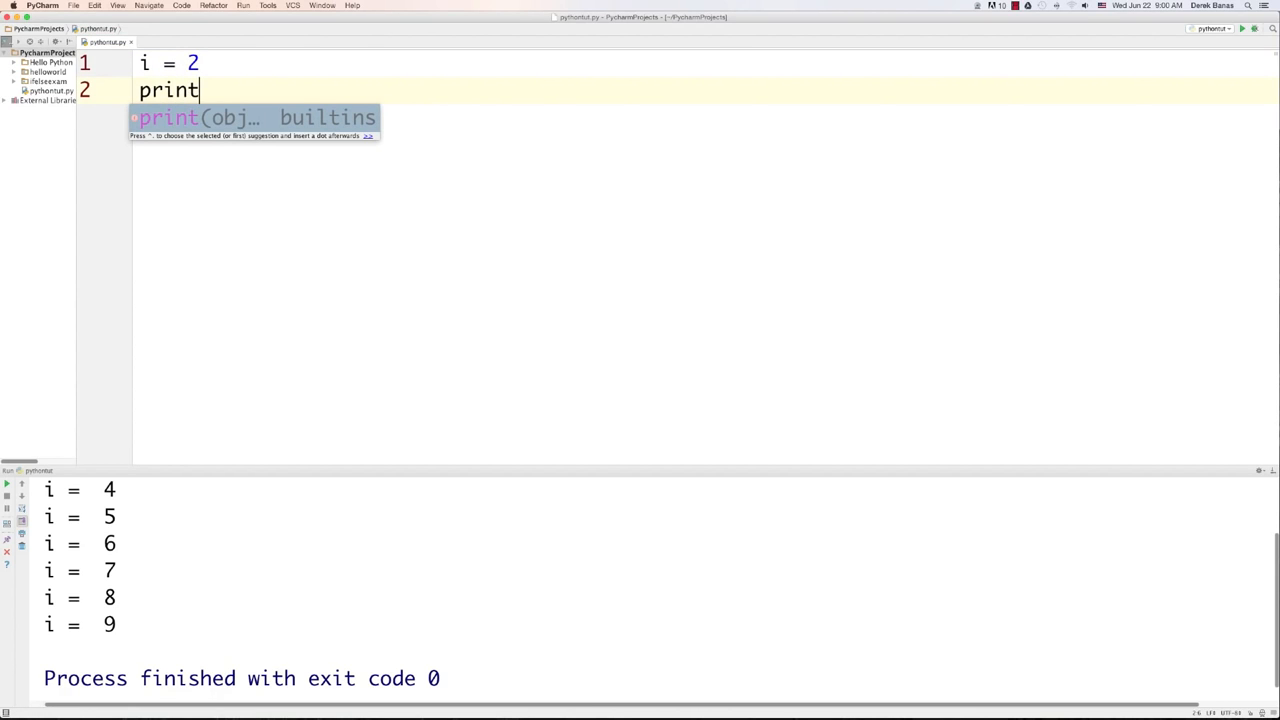 PyCharm File Edit View Navigate Code Refactor Run Tools VCS Window Help 10 Wed Jun 22 9:00 AM Derek Banas
pythontut.py - PycharmProjects - [~/PycharmProjects]
PycharmProjects pythontut.py pythontut
pythontut.py ×
PycharmProject
Hello Python
helloworld
ifelseexam
pythontut.py
External Librarie
1 i = 2
2 print
print(obj… builtins
Press ^. to choose the selected (or first) suggestion and insert a dot afterwards >>
Run pythontut
i = 4
i = 5
i = 6
i = 7
i = 8
i = 9
Process finished with exit code 0
2:6 LF÷ UTF-8÷